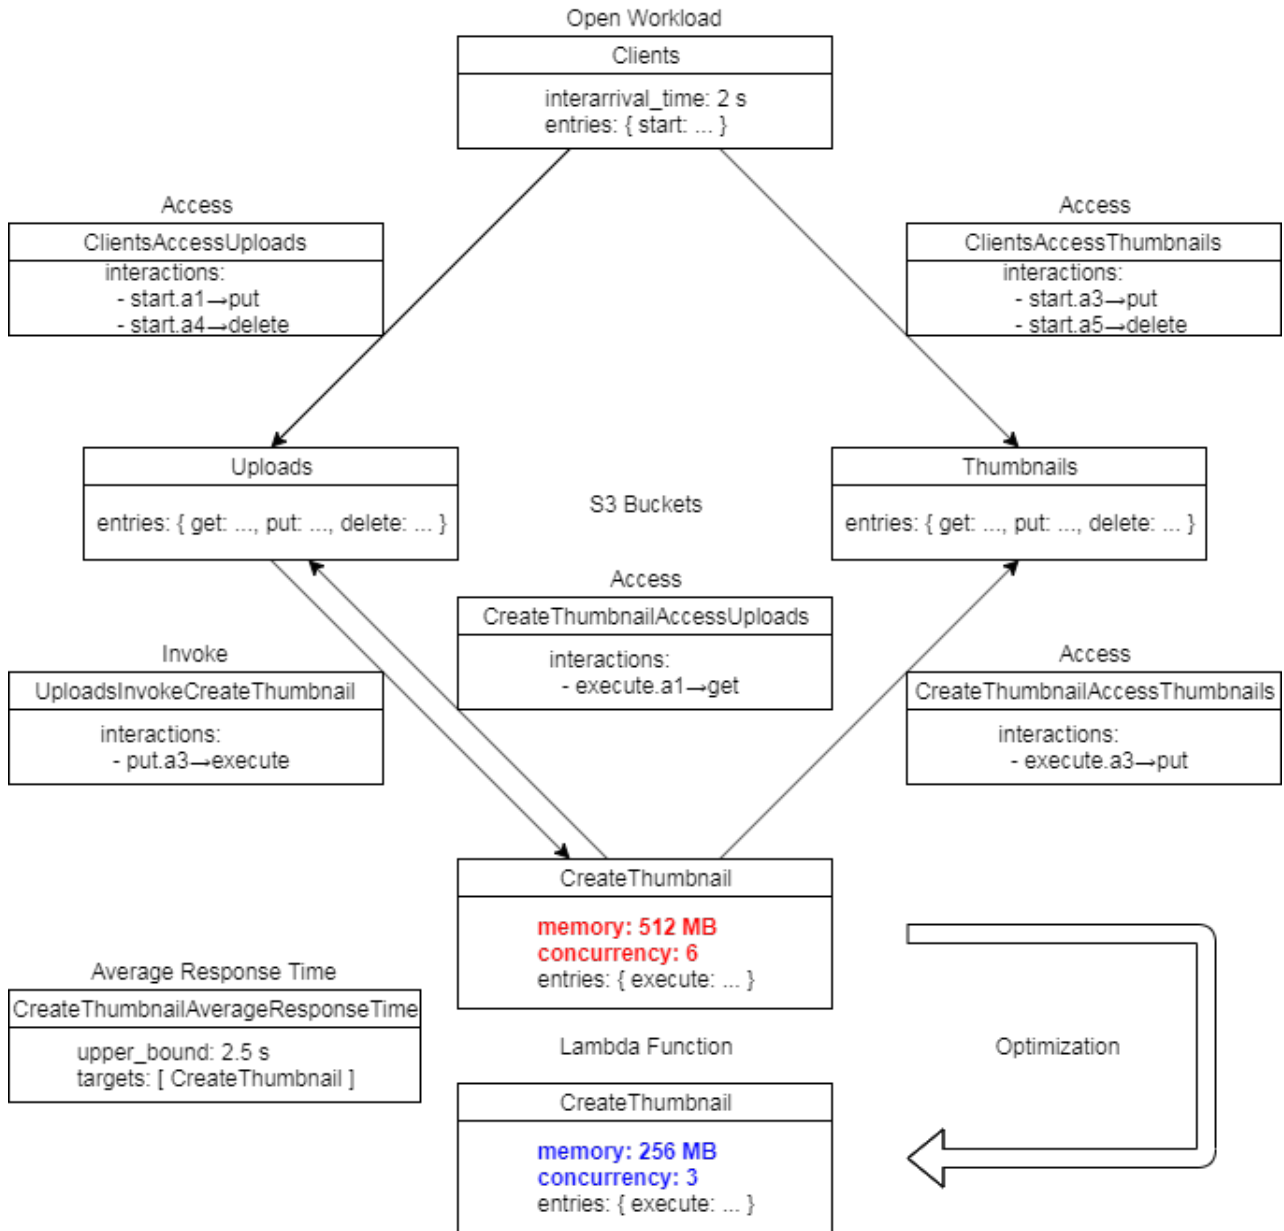 Open Workload
Clients
interarrival_time: 2 s
entries: { start: ... }
Access
ClientsAccessUploads
interactions:
- start.a1→put
- start.a4→delete
Access
ClientsAccessThumbnails
interactions:
- start.a3→put
- start.a5→delete
Uploads
entries: { get: ..., put: ..., delete: ... }
S3 Buckets
Thumbnails
entries: { get: ..., put: ..., delete: ... }
Access
CreateThumbnailAccessUploads
interactions:
- execute.a1→get
Invoke
UploadsInvokeCreateThumbnail
interactions:
- put.a3→execute
Access
CreateThumbnailAccessThumbnails
interactions:
- execute.a3→put
CreateThumbnail
memory: 512 MB
concurrency: 6
entries: { execute: ... }
Average Response Time
CreateThumbnailAverageResponseTime
upper_bound: 2.5 s
targets: [ CreateThumbnail ]
Lambda Function
Optimization
CreateThumbnail
memory: 256 MB
concurrency: 3
entries: { execute: ... }